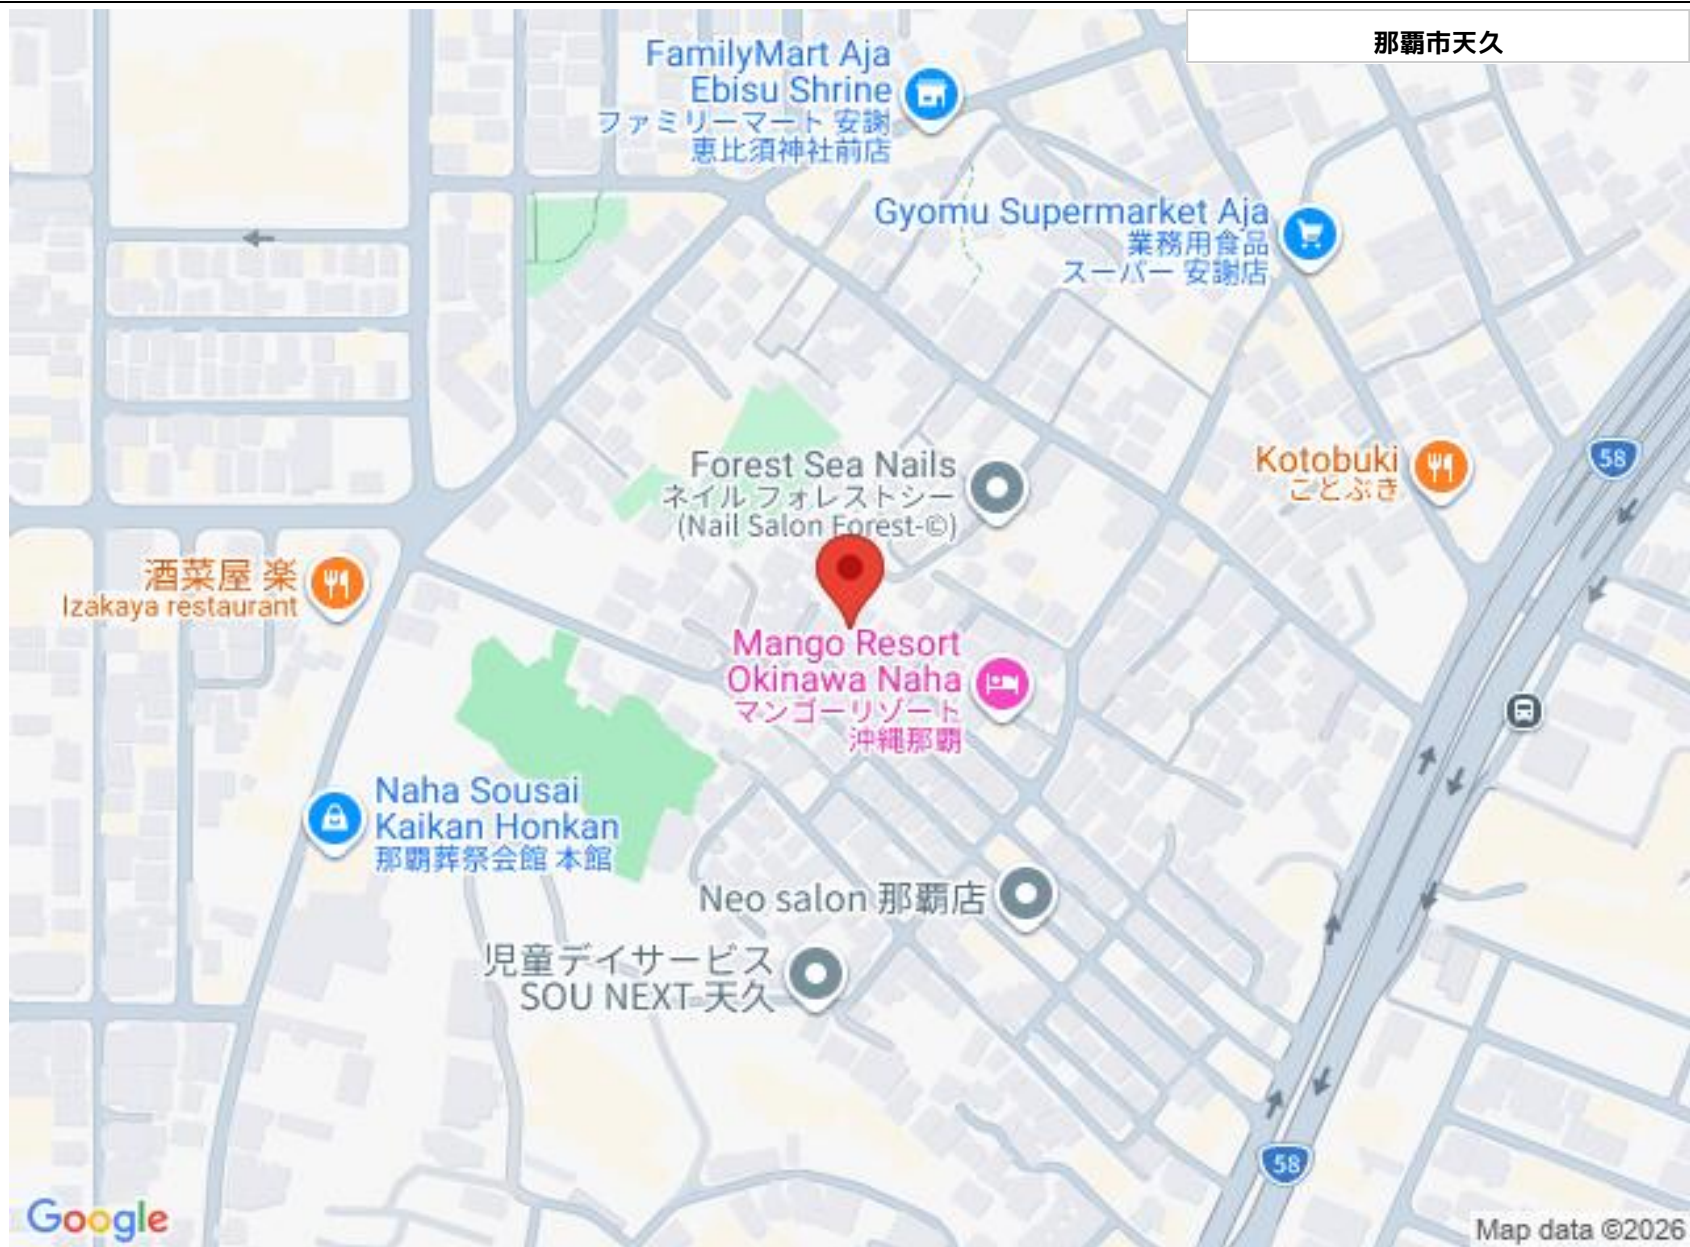 那覇市天久
FamilyMart Aja
Ebisu Shrine
ファミリーマート 安謝
恵比須神社前店
Gyomu Supermarket Aja
業務用食品
スーパー 安謝店
Forest Sea Nails
ネイル フォレストシー
(Nail Salon Forest-©)
Kotobuki
ことぶき
58
酒菜屋 楽
Izakaya restaurant
Mango Resort
Okinawa Naha
マンゴーリゾート
沖縄那覇
Naha Sousai
Kaikan Honkan
那覇葬祭会館 本館
Neo salon 那覇店
児童デイサービス
SOU NEXT 天久
58
Google
Map data ©2026